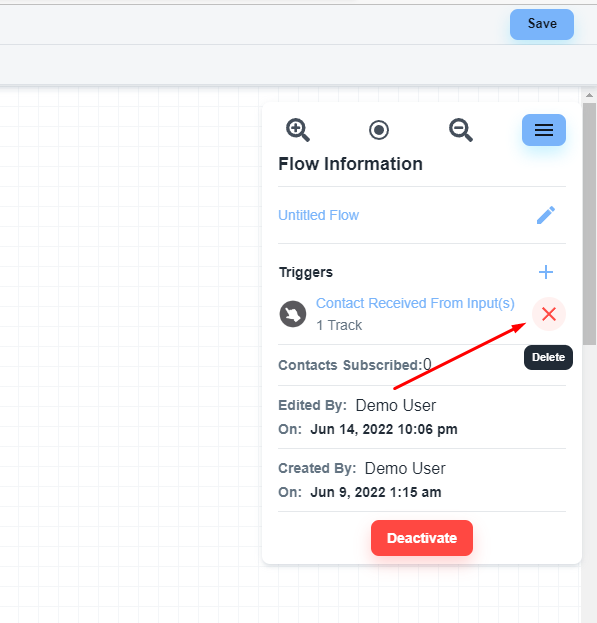 Save
Flow Information
Untitled Flow
Triggers
Contact Received From Input(s)
1 Track
Delete
Contacts Subscribed:0
Edited By: Demo User
On: Jun 14, 2022 10:06 pm
Created By: Demo User
On: Jun 9, 2022 1:15 am
Deactivate